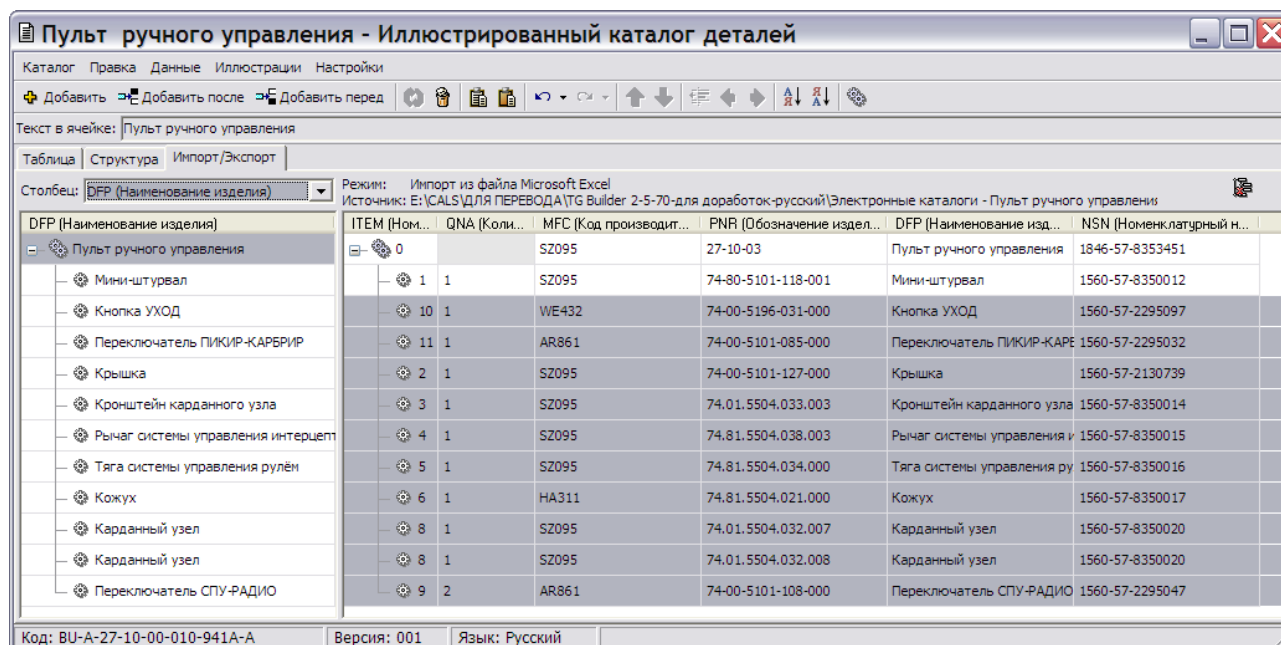 Пульт ручного управления - Иллюстрированный каталог деталей
Каталог Правка Данные Иллюстрации Настройки
Добавить Добавить после Добавить перед
Текст в ячейке: Пульт ручного управления
Таблица Структура Импорт/Экспорт
Столбец: DFP (Наименование изделия)
Режим: Импорт из файла Microsoft Excel
Источник: E:\CALS\ДЛЯ ПЕРЕВОДА\TG Builder 2-5-70-для доработок-русский\Электронные каталоги - Пульт ручного управления
DFP (Наименование изделия) ITEM (Ном... QNA (Коли... MFC (Код производит... PNR (Обозначение издел... DFP (Наименование изд... NSN (Номенклатурный н...
Пульт ручного управления 0 SZ095 27-10-03 Пульт ручного управления 1846-57-8353451
Мини-штурвал 1 1 SZ095 74-80-5101-118-001 Мини-штурвал 1560-57-8350012
Кнопка УХОД 10 1 WE432 74-00-5196-031-000 Кнопка УХОД 1560-57-2295097
Переключатель ПИКИР-КАРБРИР 11 1 AR861 74-00-5101-085-000 Переключатель ПИКИР-КАРБ 1560-57-2295032
Крышка 2 1 SZ095 74-00-5101-127-000 Крышка 1560-57-2130739
Кронштейн карданного узла 3 1 SZ095 74.01.5504.033.003 Кронштейн карданного узла 1560-57-8350014
Рычаг системы управления интерцепт 4 1 SZ095 74.81.5504.038.003 Рычаг системы управления и 1560-57-8350015
Тяга системы управления рулём 5 1 SZ095 74.81.5504.034.000 Тяга системы управления ру 1560-57-8350016
Кожух 6 1 HA311 74.81.5504.021.000 Кожух 1560-57-8350017
Карданный узел 8 1 SZ095 74.01.5504.032.007 Карданный узел 1560-57-8350020
Карданный узел 8 1 SZ095 74.01.5504.032.008 Карданный узел 1560-57-8350020
Переключатель СПУ-РАДИО 9 2 AR861 74-00-5101-108-000 Переключатель СПУ-РАДИО 1560-57-2295047
Код: BU-A-27-10-00-010-941A-A Версия: 001 Язык: Русский